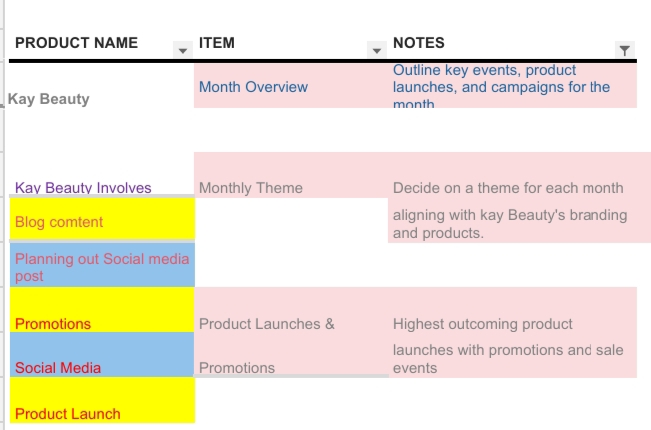 PRODUCT NAME ITEM NOTES
Kay Beauty
Month Overview
Outline key events, product
launches, and campaigns for the
month
Kay Beauty Involves Monthly Theme Decide on a theme for each month
Blog comtent
aligning with kay Beauty's branding
and products.
Planning out Social media
post
Promotions Product Launches & Highest outcoming product
Social Media Promotions
launches with promotions and sale
events
Product Launch